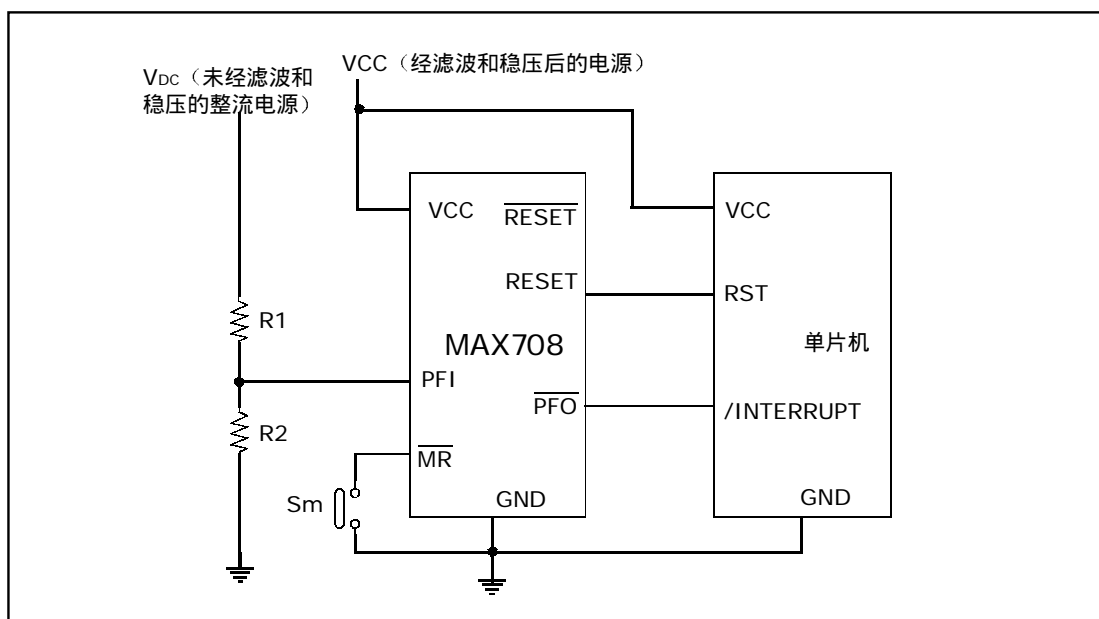 VDC（未经滤波和
稳压的整流电源）
VCC（经滤波和稳压后的电源）
VCC
RESET
RESET
MAX708
PFI
PFO
MR
GND
R1
R2
Sm
VCC
RST
单片机
/INTERRUPT
GND